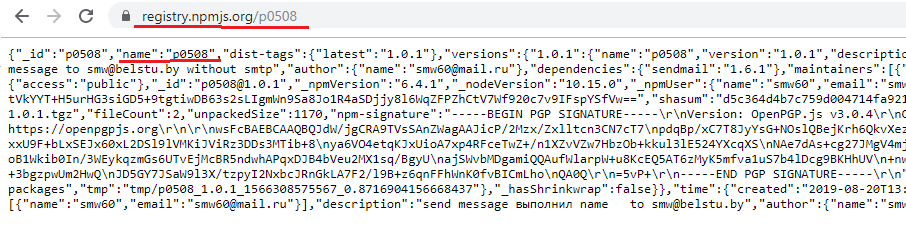 registry.npmjs.org/p0508
{"_id":"p0508","name":"p0508","dist-tags":{"latest":"1.0.1"},"versions":{"1.0.1":{"name":"p0508","version":"1.0.1","descripti
message to smw@belstu.by without smtp","author":{"name":"smw60@mail.ru"},"dependencies":{"sendmail":"1.6.1"},"maintainers":[{"
{"access":"public"},"_id":"p0508@1.0.1","_npmVersion":"6.4.1","_nodeVersion":"10.15.0","_npmUser":{"name":"smw60","email":"smw
tVkYYT+H5urHG3siGD5+9tgtiwDB63s2sLIgmWn9Sa8Jo1R4aSDjjy8l6WqZFPZhCtV7Wf920c7v9IFspYSfVw==","shasum":"d5c364d4b7c759d004714fa921
1.0.1.tgz","fileCount":2,"unpackedSize":1170,"npm-signature":"-----BEGIN PGP SIGNATURE-----\r\nVersion: OpenPGP.js v3.0.4\r\nC
https://openpgpjs.org\r\n\r\nwsFcBAEBCAAQBQJdW/jgCRA9TVsSAnZWagAAJicP/2Mzx/Zxlltcn3CN7cT7\npdqBp/xC7T8JyYsG+NOslQBejKrh6QkvXez
xxU9F+bLxSEJx60xL2DSl9lVMKiJViRz3DDs3MTib+8\nya6VO4etqKJxUioA7xp4RFceTwZ+/n1XZvVZw7HbzOb+kkul3lE524YXcqXS\nNAe7dAs+cg27JMgV4mj
oB1Wkib0In/3WEykqzmGs6UTvEjMcBR5ndwhAPqxDJB4bVeu2MX1sq/BgyU\najSWvbMDgamiQQAufWlarpW+u8KcEQ5AT6zMyK5mfva1uS7b4lDcg9BKHhUV\n+nw
+3bgzpwUm2HwQ\nJD5GY7JSaW9l3X/tzpyI2NxbcJRnGkLA7F2/l9B+z6qnFFhWnK0fvBICmLho\nQA0Q\r\n=5vP+\r\n-----END PGP SIGNATURE-----\r\n"
packages","tmp":"tmp/p0508_1.0.1_1566308575567_0.8716904156668437"},"_hasShrinkwrap":false}},"time":{"created":"2019-08-20T13:
[{"name":"smw60","email":"smw60@mail.ru"}],"description":"send message выполнил name   to smw@belstu.by","author":{"name":"smw